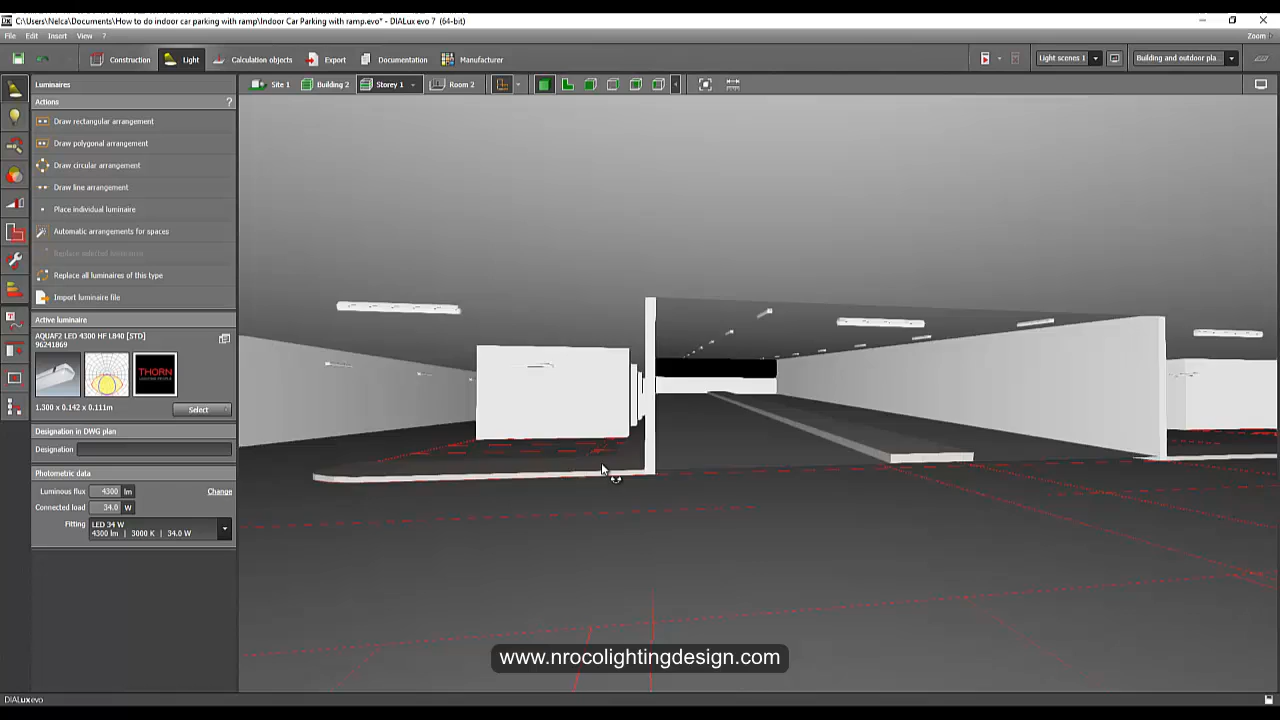 C:\Users\Nelca\Documents\How to do indoor car parking with ramp\Indoor Car Parking with ramp.evo* - DIALux evo 7 (64-bit)
File Edit Insert View ? Zoom
Construction Light Calculation objects Export Documentation Manufacturer Light scenes 1 Building and outdoor pla...
Luminaires Site 1 Building 2 Storey 1 Room 2
Actions ?
Draw rectangular arrangement
Draw polygonal arrangement
Draw circular arrangement
Draw line arrangement
Place individual luminaire
Automatic arrangements for spaces
Replace selected luminaires
Replace all luminaires of this type
Import luminaire file
Active luminaire
AQUAF2 LED 4300 HF L840 [STD]
96241869
THORN
LIGHTING PEOPLE
1.300 x 0.142 x 0.111m Select
Designation in DWG plan
Designation
Photometric data
Luminous flux 4300 lm Change
Connected load 34.0 W
Fitting LED 34 W
4300 lm | 3000 K | 34.0 W
www.nrocolightingdesign.com
DIALux evo